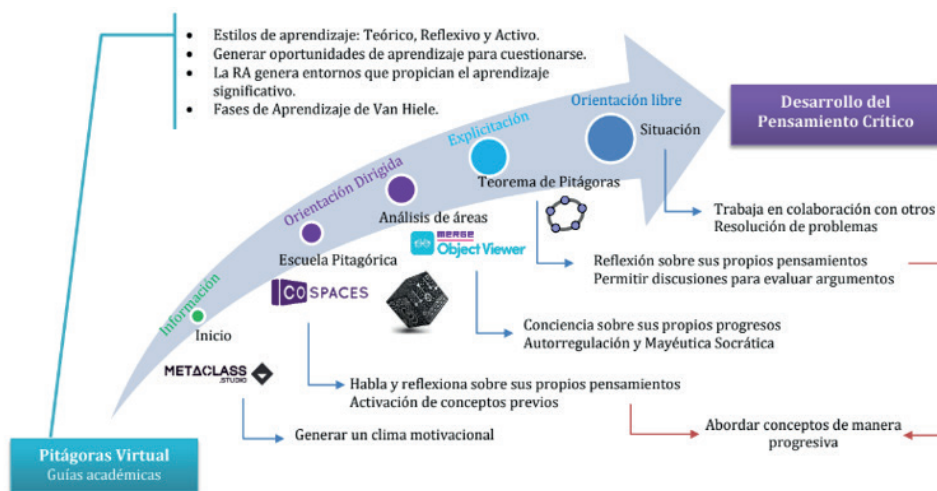 • Estilos de aprendizaje: Teórico, Reflexivo y Activo.
• Generar oportunidades de aprendizaje para cuestionarse.
• La RA genera entornos que propician el aprendizaje
significativo.
• Fases de Aprendizaje de Van Hiele.
Orientación libre
Situación
Desarrollo del
Pensamiento Crítico
Explicitación
Teorema de Pitágoras
Orientación Dirigida
Análisis de áreas
MERGE
Object Viewer
Escuela Pitagórica
COSPACES
Información
Inicio
METACLASS
.STUDIO
Trabaja en colaboración con otros
Resolución de problemas
Reflexión sobre sus propios pensamientos
Permitir discusiones para evaluar argumentos
Conciencia sobre sus propios progresos
Autorregulación y Mayéutica Socrática
Habla y reflexiona sobre sus propios pensamientos
Activación de conceptos previos
Generar un clima motivacional
Abordar conceptos de manera
progresiva
Pitágoras Virtual
Guías académicas